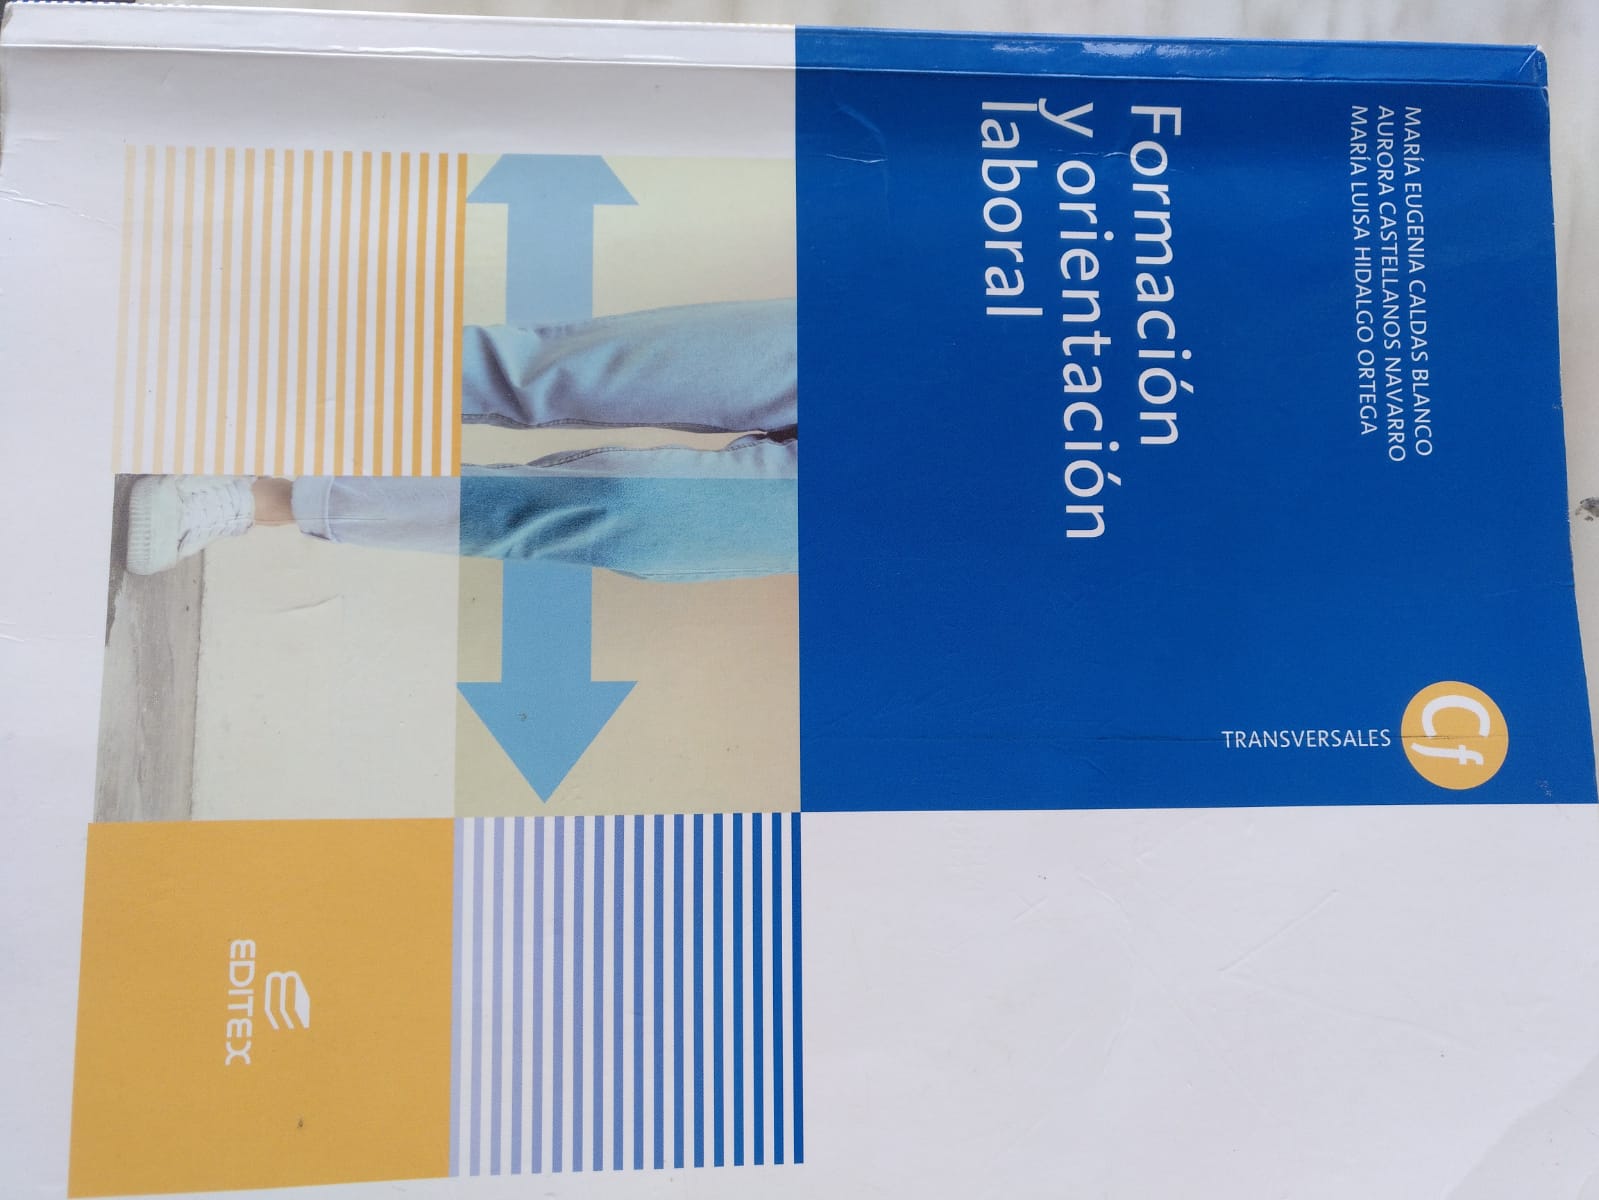 MARÍA EUGENIA CALDAS BLANCO
AURORA CASTELLANOS NAVARRO
MARÍA LUISA HIDALGO ORTEGA
Cf
TRANSVERSALES
Formación
y orientación
laboral
EDITEX